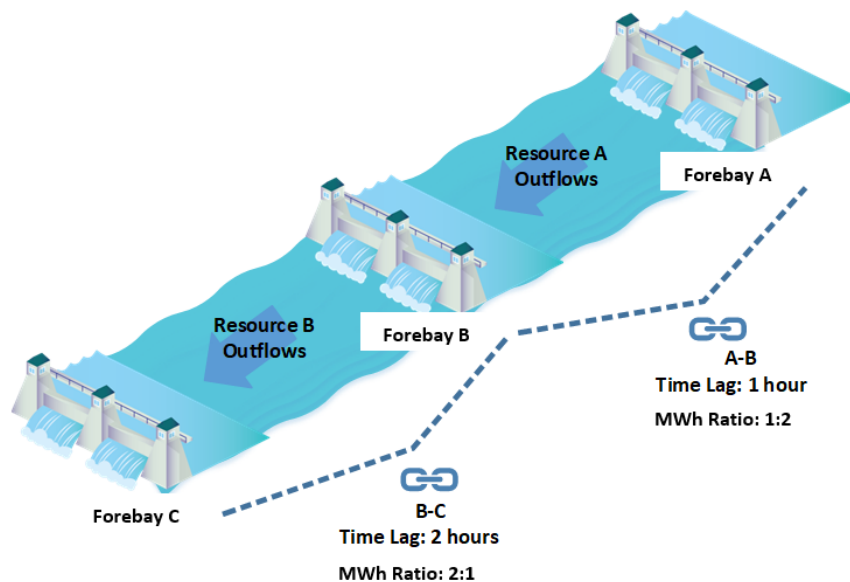 Resource A
Outflows
Forebay A
Resource B
Outflows
Forebay B
A-B
Time Lag: 1 hour
MWh Ratio: 1:2
Forebay C
B-C
Time Lag: 2 hours
MWh Ratio: 2:1